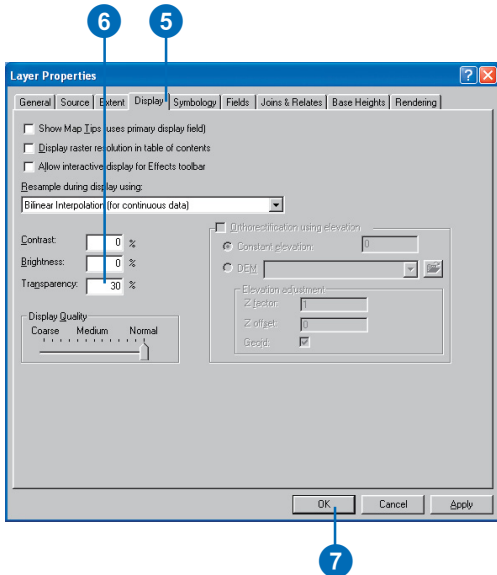 6 5
Layer Properties
General Source Extent Display Symbology Fields Joins & Relates Base Heights Rendering
Show Map Tips (uses primary display field)
Display raster resolution in table of contents
Allow interactive display for Effects toolbar
Resample during display using:
Bilinear Interpolation (for continuous data)
Contrast: 0 %
Brightness: 0 %
Transparency: 30 %
Display Quality
Coarse Medium Normal
Orthorectification using elevation
Constant elevation: 0
DEM
Elevation adjustment
Z factor: 1
Z offset: 0
Geoid:
OK Cancel Apply
7